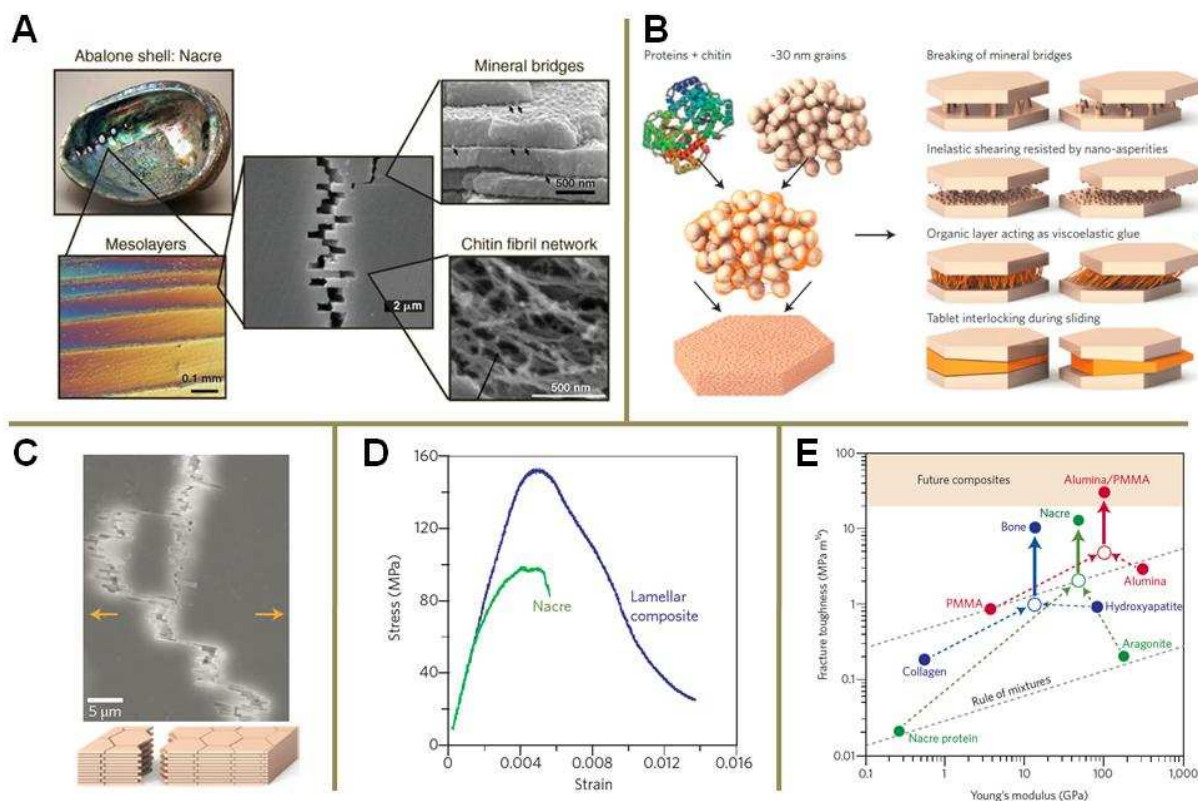 A
Abalone shell: Nacre
Mineral bridges
500 nm
Mesolayers
0.1 mm
2 μm
Chitin fibril network
500 nm
B
Proteins + chitin
~30 nm grains
Breaking of mineral bridges
Inelastic shearing resisted by nano-asperities
Organic layer acting as viscoelastic glue
Tablet interlocking during sliding
C
5 μm
D
160
120
80
40
0
Stress (MPa)
Nacre
Lamellar
composite
0
0.004
0.008
0.012
0.016
Strain
E
100
10
1
0.1
0.01
Fracture toughness (MPa m½)
Future composites
Alumina/PMMA
Nacre
Bone
Alumina
PMMA
Hydroxyapatite
Aragonite
Collagen
Rule of mixtures
Nacre protein
0.1
1
10
100
1,000
Young's modulus (GPa)